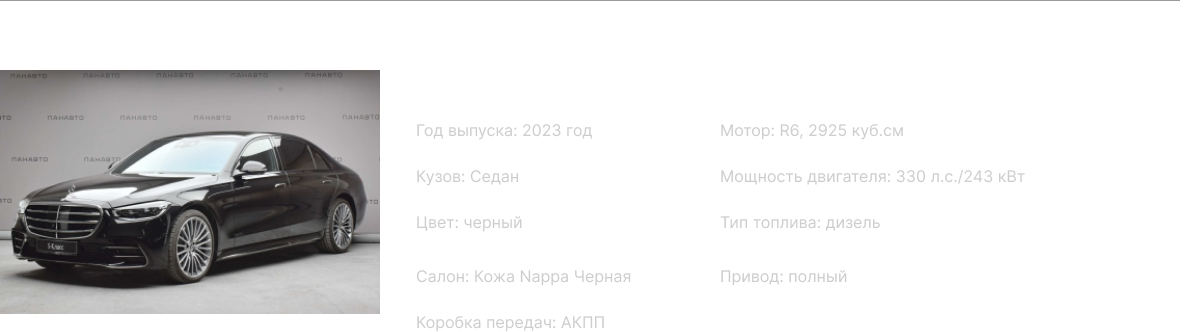 ПАНАВТО ПАНАВТО ПАНАВТО ПАНАВТО ПАНАВТО
ПАНАВТО ПАНАВТО ПАНАВТО ПАНАВТО
ПАНАВТО ПАНАВТО
S-Класс
Год выпуска: 2023 год
Мотор: R6, 2925 куб.см
Кузов: Седан
Мощность двигателя: 330 л.с./243 кВт
Цвет: черный
Тип топлива: дизель
Салон: Кожа Nappa Черная
Привод: полный
Коробка передач: АКПП